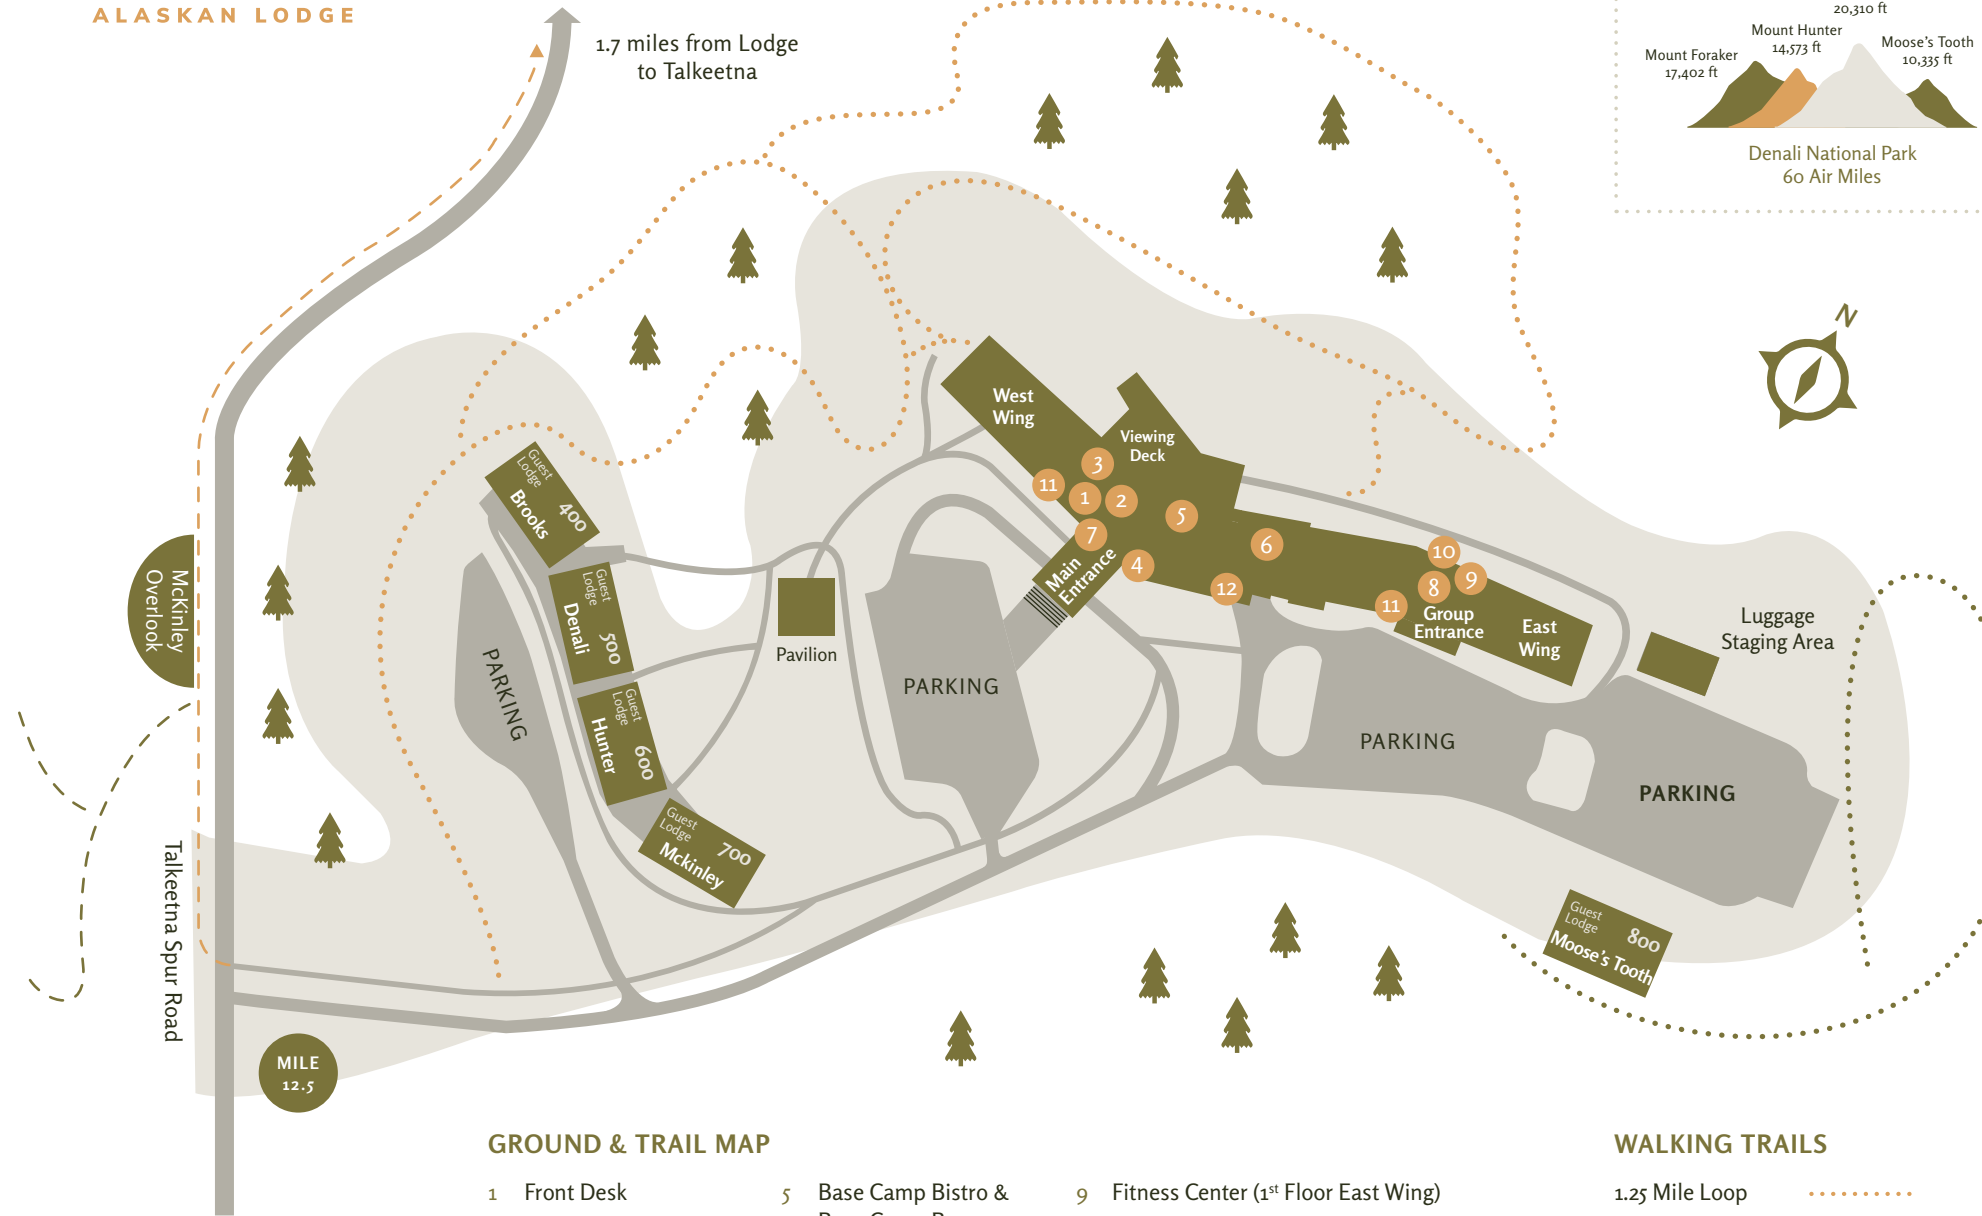 ALASKAN LODGE
1.7 miles from Lodge
to Talkeetna
20,310 ft
Mount Hunter
14,573 ft
Mount Foraker
17,402 ft
Moose's Tooth
10,335 ft
Denali National Park
60 Air Miles
N
West
Wing
Viewing
Deck
3
11
1
2
5
7
6
4
12
10
9
8
11
Main
Entrance
Group
Entrance
East
Wing
Luggage
Staging Area
Guest
Lodge
Brooks
400
Guest
Lodge
Denali
500
Guest
Lodge
Hunter
600
Guest
Lodge
Mckinley
700
Pavilion
PARKING
PARKING
PARKING
PARKING
Guest
Lodge
800
Moose's Tooth
McKinley
Overlook
Talkeetna Spur Road
MILE
12.5
GROUND & TRAIL MAP
1 Front Desk
5 Base Camp Bistro &
9 Fitness Center (1st Floor East Wing)
WALKING TRAILS
1.25 Mile Loop